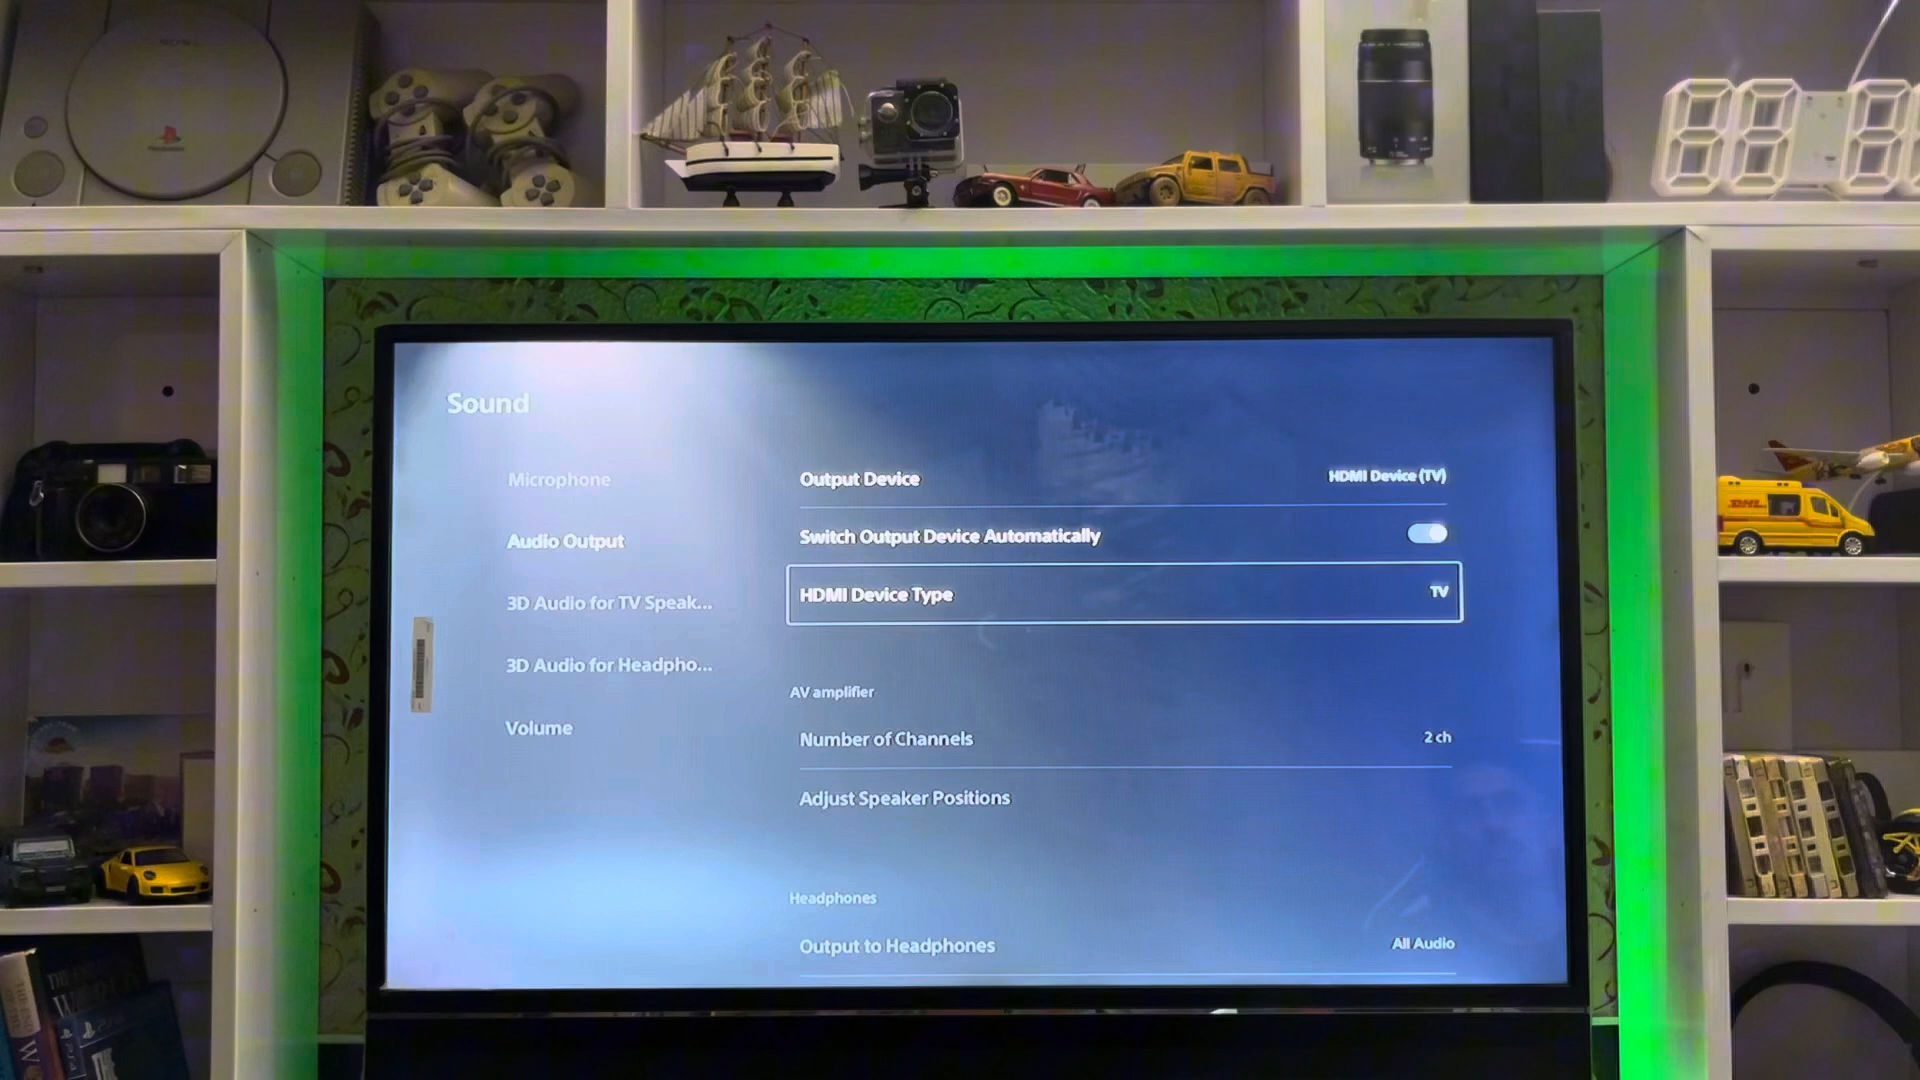 Sound
Microphone
Audio Output
3D Audio for TV Speak...
3D Audio for Headpho...
Volume
Output Device
HDMI Device (TV)
Switch Output Device Automatically
HDMI Device Type
TV
AV amplifier
Number of Channels
2 ch
Adjust Speaker Positions
Headphones
Output to Headphones
All Audio
DHL